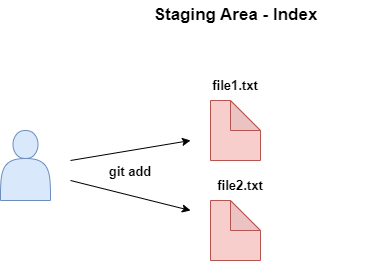 Staging Area - Index
file1.txt
git add
file2.txt